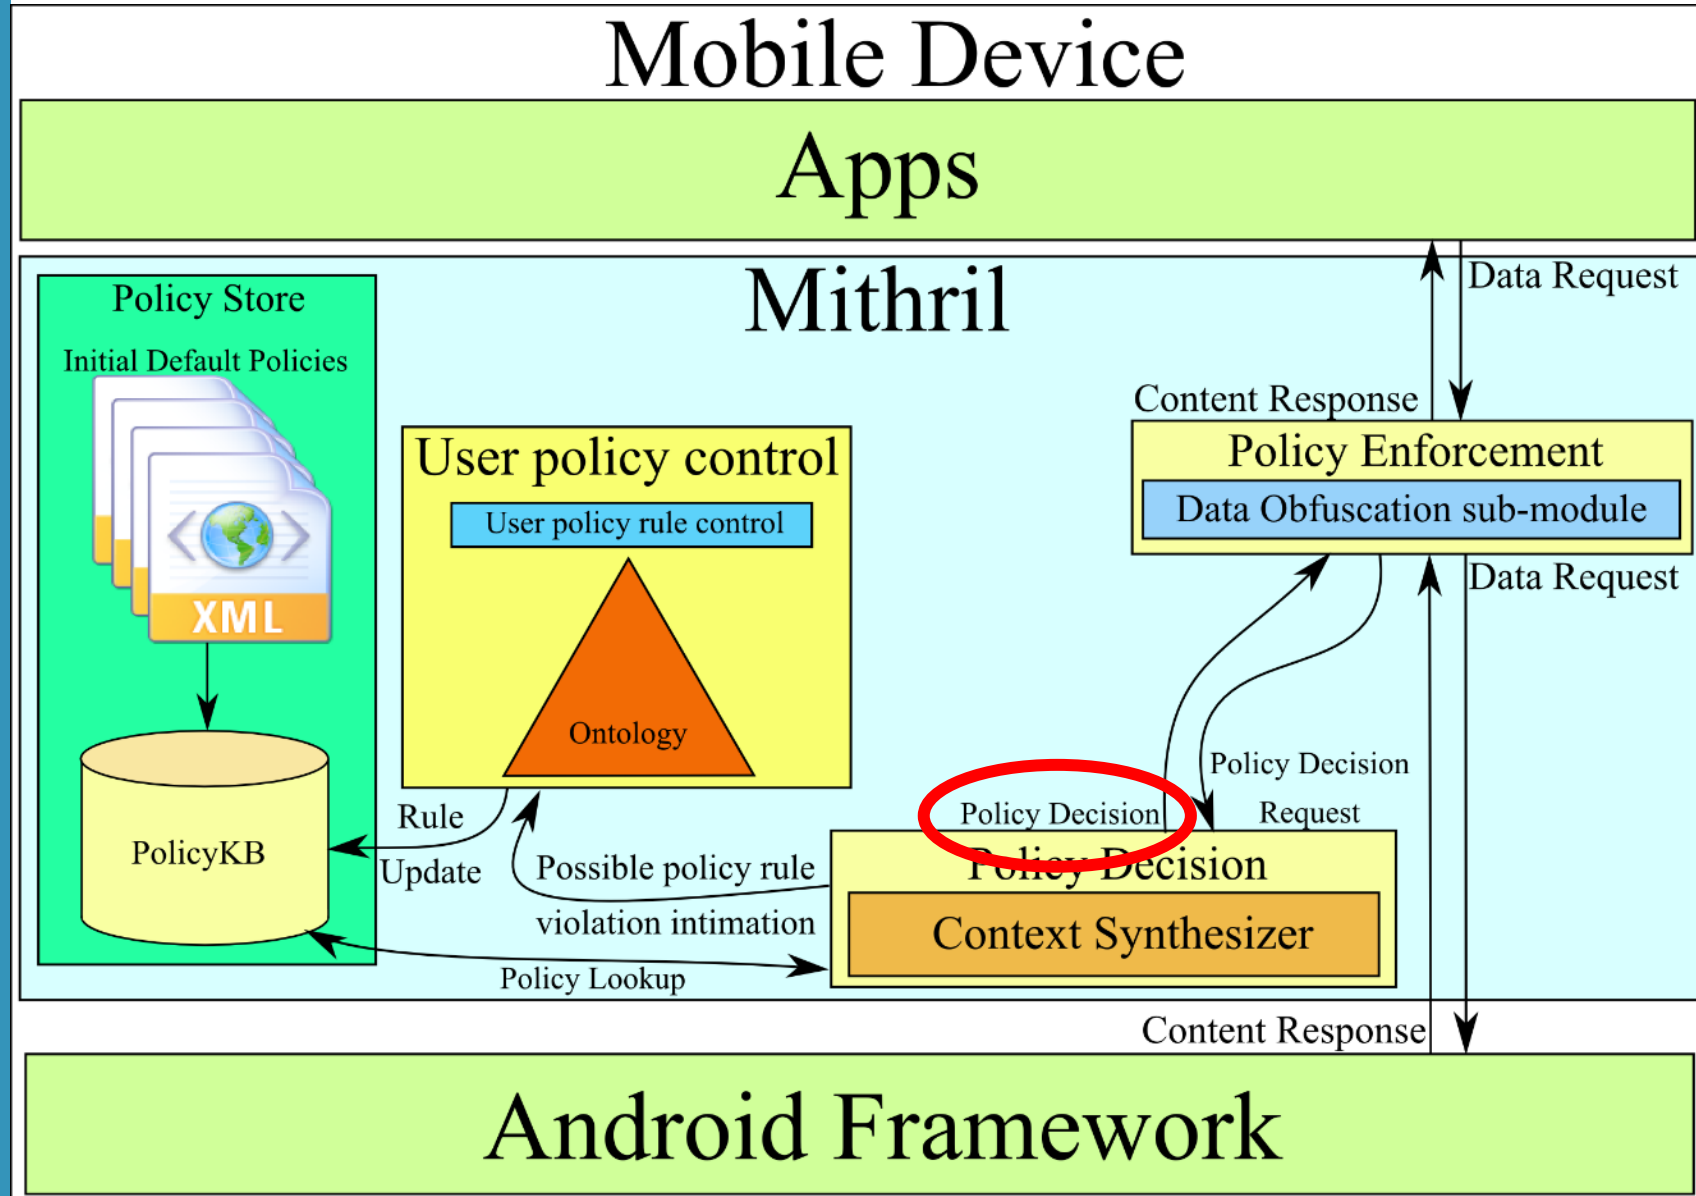 Mobile Device
Apps
Mithril
Data Request
Policy Store
Initial Default Policies
XML
PolicyKB
User policy control
User policy rule control
Ontology
Rule
Update
Possible policy rule
violation intimation
Policy Lookup
Content Response
Policy Enforcement
Data Obfuscation sub-module
Data Request
Policy Decision
Request
Policy Decision
Policy Decision
Context Synthesizer
Content Response
Android Framework